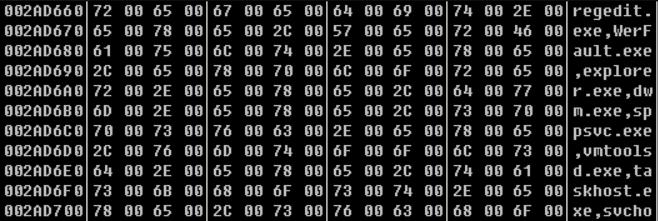 002AD660 72 00 65 00 67 00 65 00 64 00 69 00 74 00 2E 00 regedit.
002AD670 65 00 78 00 65 00 2C 00 57 00 65 00 72 00 46 00 exe,WerF
002AD680 61 00 75 00 6C 00 74 00 2E 00 65 00 78 00 65 00 ault.exe
002AD690 2C 00 65 00 78 00 70 00 6C 00 6F 00 72 00 65 00 ,explore
002AD6A0 72 00 2E 00 65 00 78 00 65 00 2C 00 64 00 77 00 r.exe,dw
002AD6B0 6D 00 2E 00 65 00 78 00 65 00 2C 00 73 00 70 00 m.exe,sp
002AD6C0 70 00 73 00 76 00 63 00 2E 00 65 00 78 00 65 00 psvc.exe
002AD6D0 2C 00 76 00 6D 00 74 00 6F 00 6F 00 6C 00 73 00 ,vmtools
002AD6E0 64 00 2E 00 65 00 78 00 65 00 2C 00 74 00 61 00 d.exe,ta
002AD6F0 73 00 6B 00 68 00 6F 00 73 00 74 00 2E 00 65 00 skhost.e
002AD700 78 00 65 00 2C 00 73 00 76 00 63 00 68 00 6F 00 xe,svcho